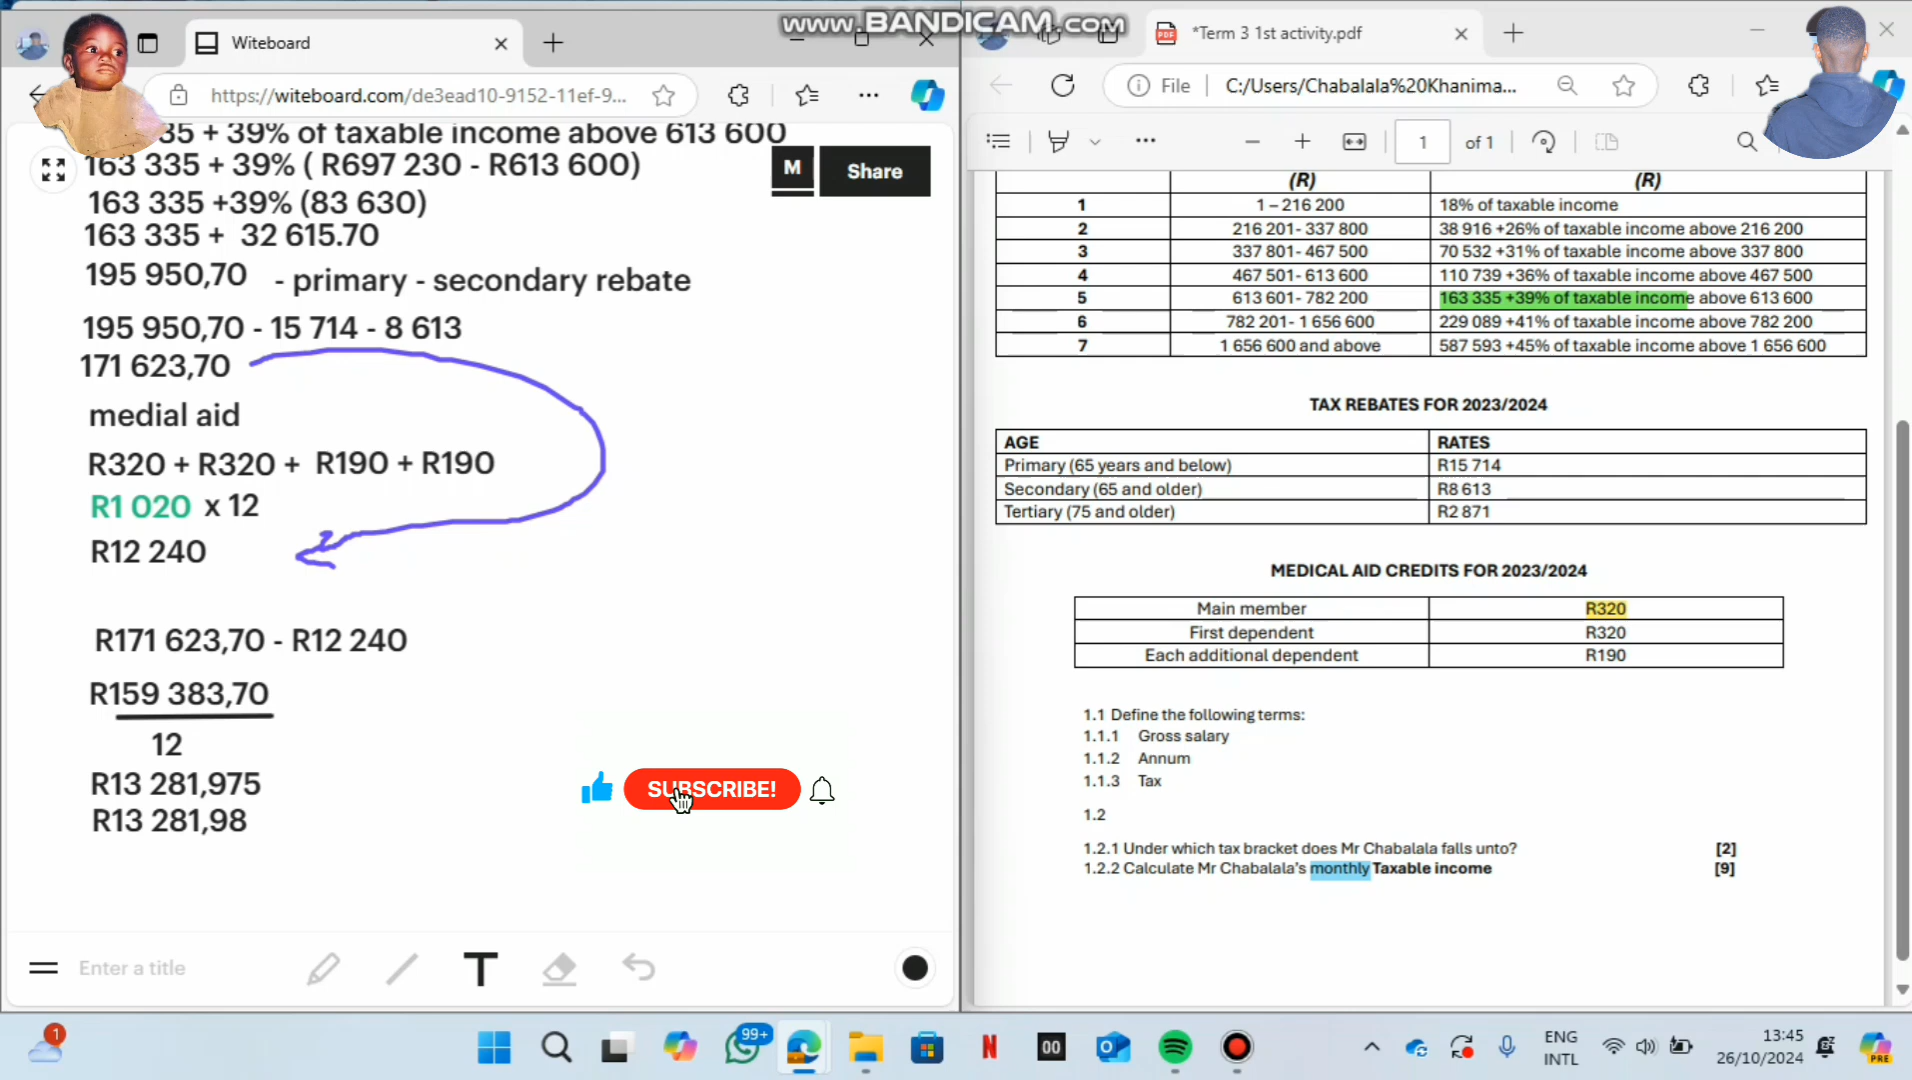 www.BANDICAM.com
Witeboard
*Term 3 1st activity.pdf
https://witeboard.com/de3ead10-9152-11ef-9...
File
C:/Users/Chabalala%20Khanima...
1 of 1
35 + 39% of taxable income above 613 600
163 335 + 39% ( R697 230 - R613 600)
163 335 +39% (83 630)
163 335 + 32 615.70
195 950,70 - primary - secondary rebate
195 950,70 - 15 714 - 8 613
171 623,70
medial aid
R320 + R320 + R190 + R190
R1 020 x 12
R12 240
R171 623,70 - R12 240
R159 383,70
12
R13 281,975
R13 281,98
M
Share
SUBSCRIBE!
Enter a title
T
(R) (R)
1 1 – 216 200 18% of taxable income
2 216 201- 337 800 38 916 +26% of taxable income above 216 200
3 337 801- 467 500 70 532 +31% of taxable income above 337 800
4 467 501- 613 600 110 739 +36% of taxable income above 467 500
5 613 601- 782 200 163 335 +39% of taxable income above 613 600
6 782 201- 1 656 600 229 089 +41% of taxable income above 782 200
7 1 656 600 and above 587 593 +45% of taxable income above 1 656 600
TAX REBATES FOR 2023/2024
AGE RATES
Primary (65 years and below) R15 714
Secondary (65 and older) R8 613
Tertiary (75 and older) R2 871
MEDICAL AID CREDITS FOR 2023/2024
Main member R320
First dependent R320
Each additional dependent R190
1.1 Define the following terms:
1.1.1 Gross salary
1.1.2 Annum
1.1.3 Tax
1.2
1.2.1 Under which tax bracket does Mr Chabalala falls unto? [2]
1.2.2 Calculate Mr Chabalala's monthly Taxable income [9]
1
99+
N
00
ENG
INTL
13:45
26/10/2024
PRE